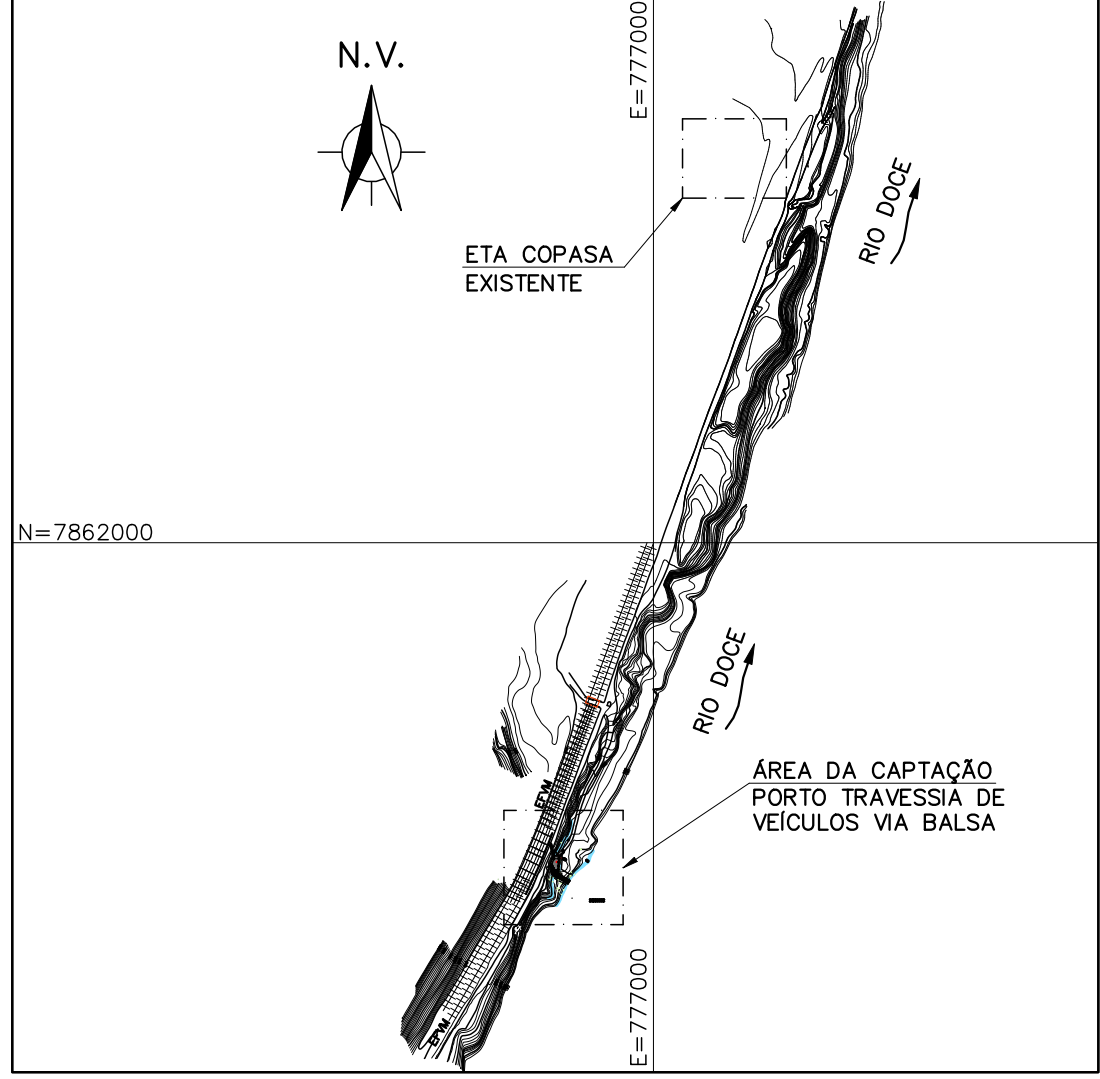 N.V.
E=777000
ETA COPASA
EXISTENTE
RIO DOCE
N=7862000
RIO DOCE
EFVM
ÁREA DA CAPTAÇÃO
PORTO TRAVESSIA DE
VEÍCULOS VIA BALSA
E=777000
EFVM